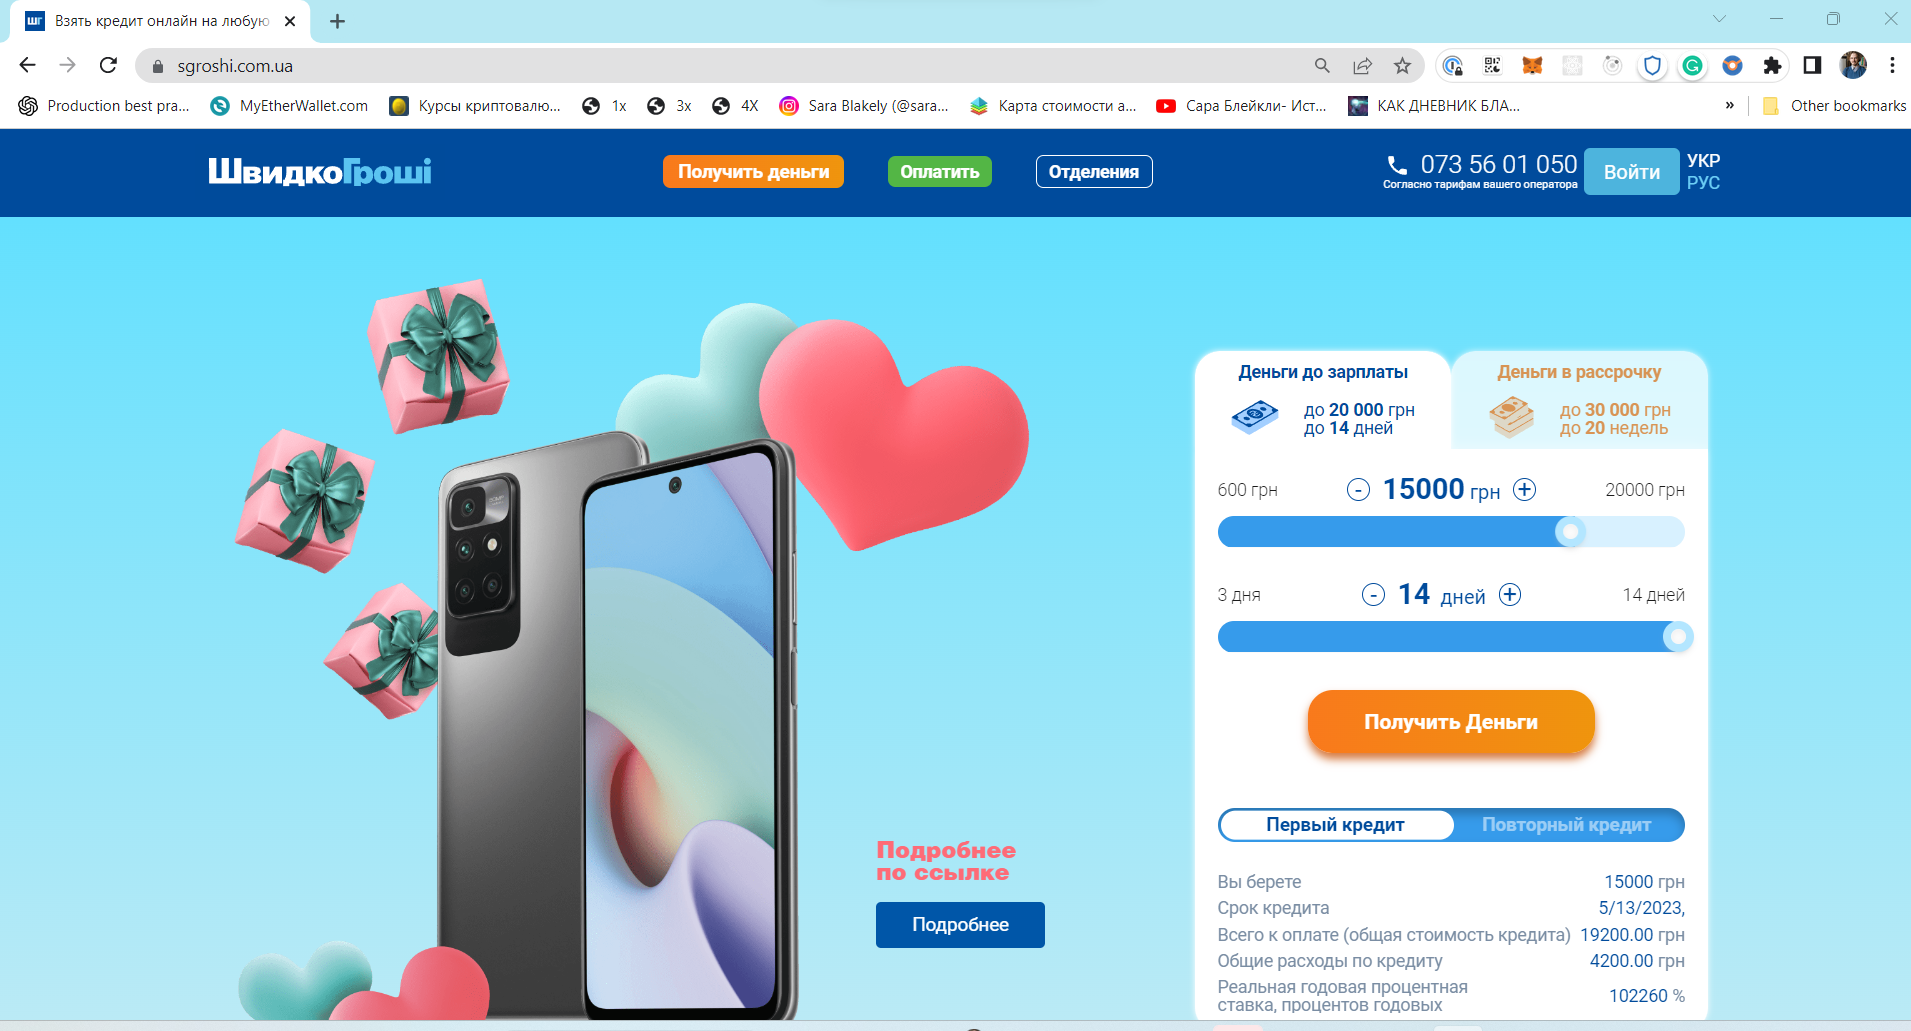 Взять кредит онлайн на любую
sgroshi.com.ua
Production best pra...
MyEtherWallet.com
Курсы криптовалю...
1x
3x
4X
Sara Blakely (@sara...
Карта стоимости а...
Сара Блейкли- Ист...
КАК ДНЕВНИК БЛА...
»
Other bookmarks
ШвидкоГроші
Получить деньги
Оплатить
Отделения
073 56 01 050
Согласно тарифам вашего оператора
Войти
УКР
РУС
Деньги до зарплаты
до 20 000 грн
до 14 дней
Деньги в рассрочку
до 30 000 грн
до 20 недель
600 грн
- 15000 грн +
20000 грн
3 дня
- 14 дней +
14 дней
Получить Деньги
Подробнее
по ссылке
Подробнее
Первый кредит
Повторный кредит
Вы берете 15000 грн
Срок кредита 5/13/2023,
Всего к оплате (общая стоимость кредита) 19200.00 грн
Общие расходы по кредиту 4200.00 грн
Реальная годовая процентная
ставка, процентов годовых 102260 %